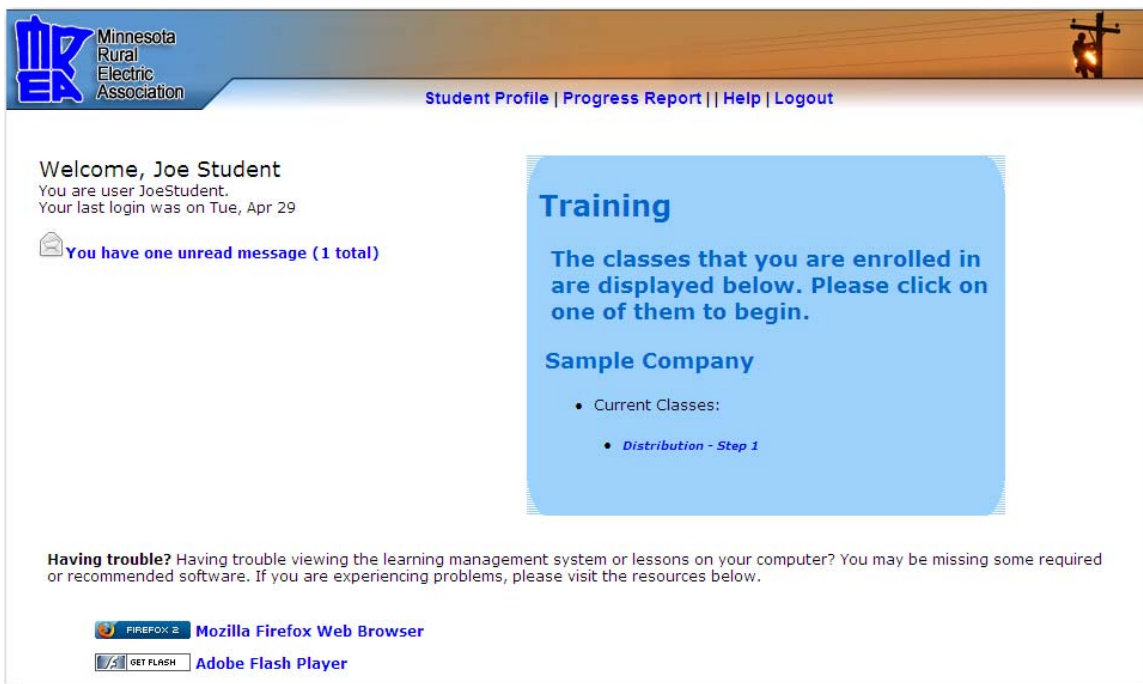 Minnesota
Rural
Electric
Association
MREA
Student Profile | Progress Report | | Help | Logout
Welcome, Joe Student
You are user JoeStudent.
Your last login was on Tue, Apr 29
You have one unread message (1 total)
Training
The classes that you are enrolled in
are displayed below. Please click on
one of them to begin.
Sample Company
• Current Classes:
• Distribution - Step 1
Having trouble? Having trouble viewing the learning management system or lessons on your computer? You may be missing some required
or recommended software. If you are experiencing problems, please visit the resources below.
FIREFOX 2 Mozilla Firefox Web Browser
GET FLASH Adobe Flash Player